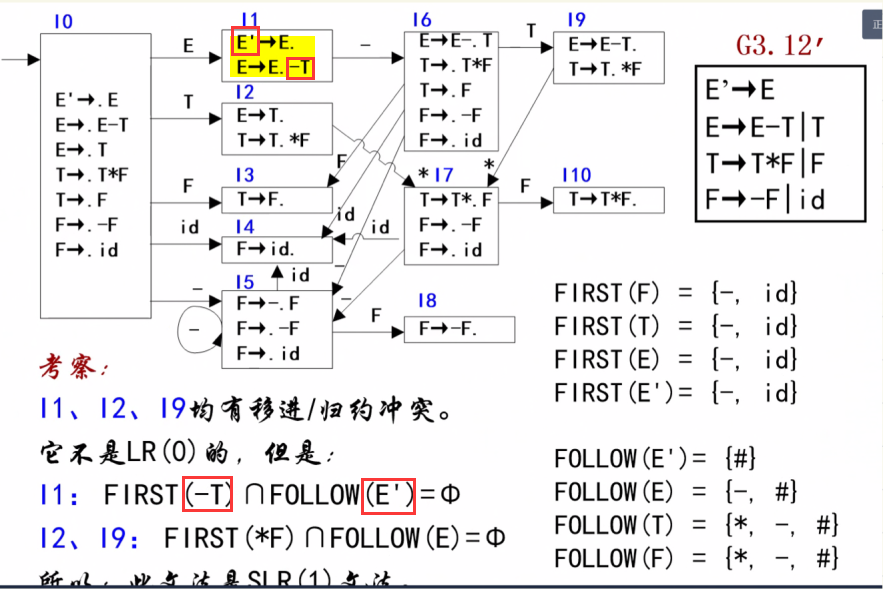 I0
E'→.E
E→.E-T
E→.T
T→.T*F
T→.F
F→.-F
F→.id
E
T
F
id
-
I1
E'→E.
E→E.-T
I2
E→T.
T→T.*F
I3
T→F.
I4
F→id.
id
I5
F→-.F
F→.-F
F→.id
-
-
I6
E→E-.T
T→.T*F
T→.F
F→.-F
F→.id
F
id
-
T
I9
E→E-T.
T→T.*F
*
* I7
T→T*.F
F→.-F
F→.id
id
-
F
I10
T→T*F.
F
I8
F→-F.
G3.12′
E'→E
E→E-T|T
T→T*F|F
F→-F|id
正
考察:
I1、I2、I9均有移进/归约冲突。
它不是LR(0)的, 但是:
I1: FIRST(-T)∩FOLLOW(E')=Φ
I2、I9: FIRST(*F)∩FOLLOW(E)=Φ
所以: 此文法是SLR(1)文法。
FIRST(F) = {-, id}
FIRST(T) = {-, id}
FIRST(E) = {-, id}
FIRST(E')= {-, id}
FOLLOW(E')= {#}
FOLLOW(E) = {-, #}
FOLLOW(T) = {*, -, #}
FOLLOW(F) = {*, -, #}